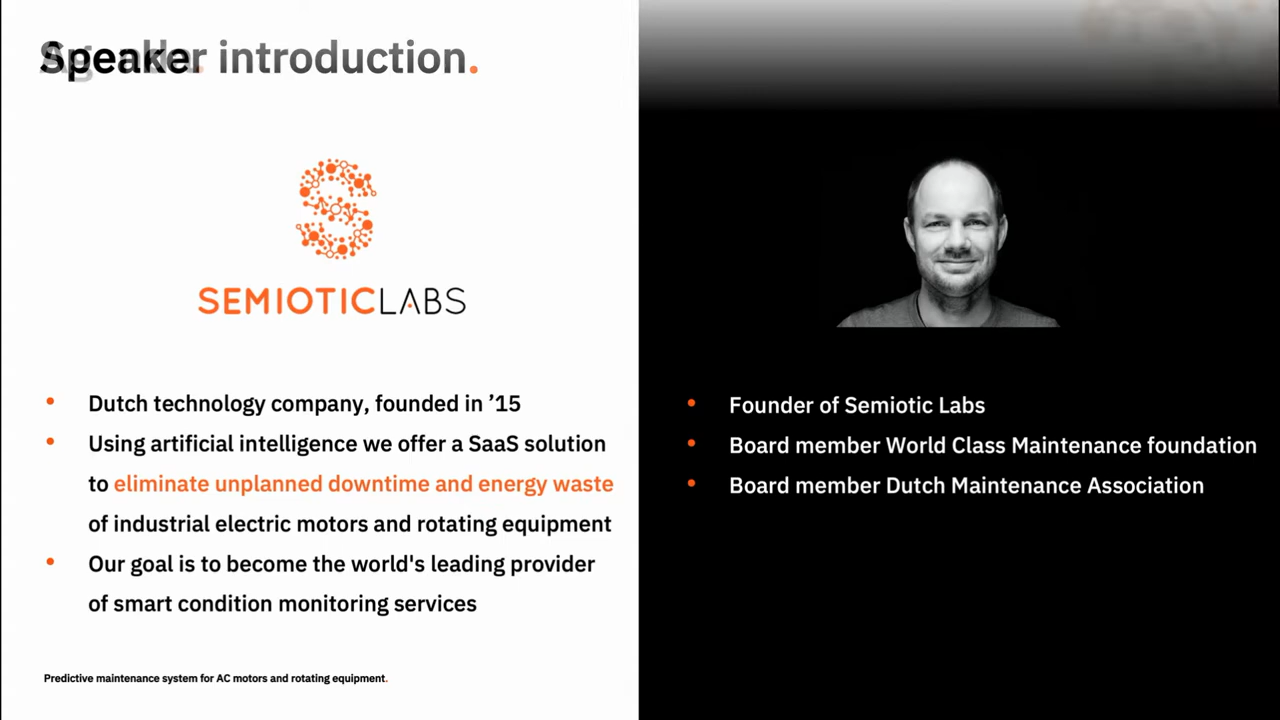 Speaker introduction.
SEMIOTICLABS
• Dutch technology company, founded in ’15
• Using artificial intelligence we offer a SaaS solution
to eliminate unplanned downtime and energy waste
of industrial electric motors and rotating equipment
• Our goal is to become the world's leading provider
of smart condition monitoring services
Predictive maintenance system for AC motors and rotating equipment.
• Founder of Semiotic Labs
• Board member World Class Maintenance foundation
• Board member Dutch Maintenance Association